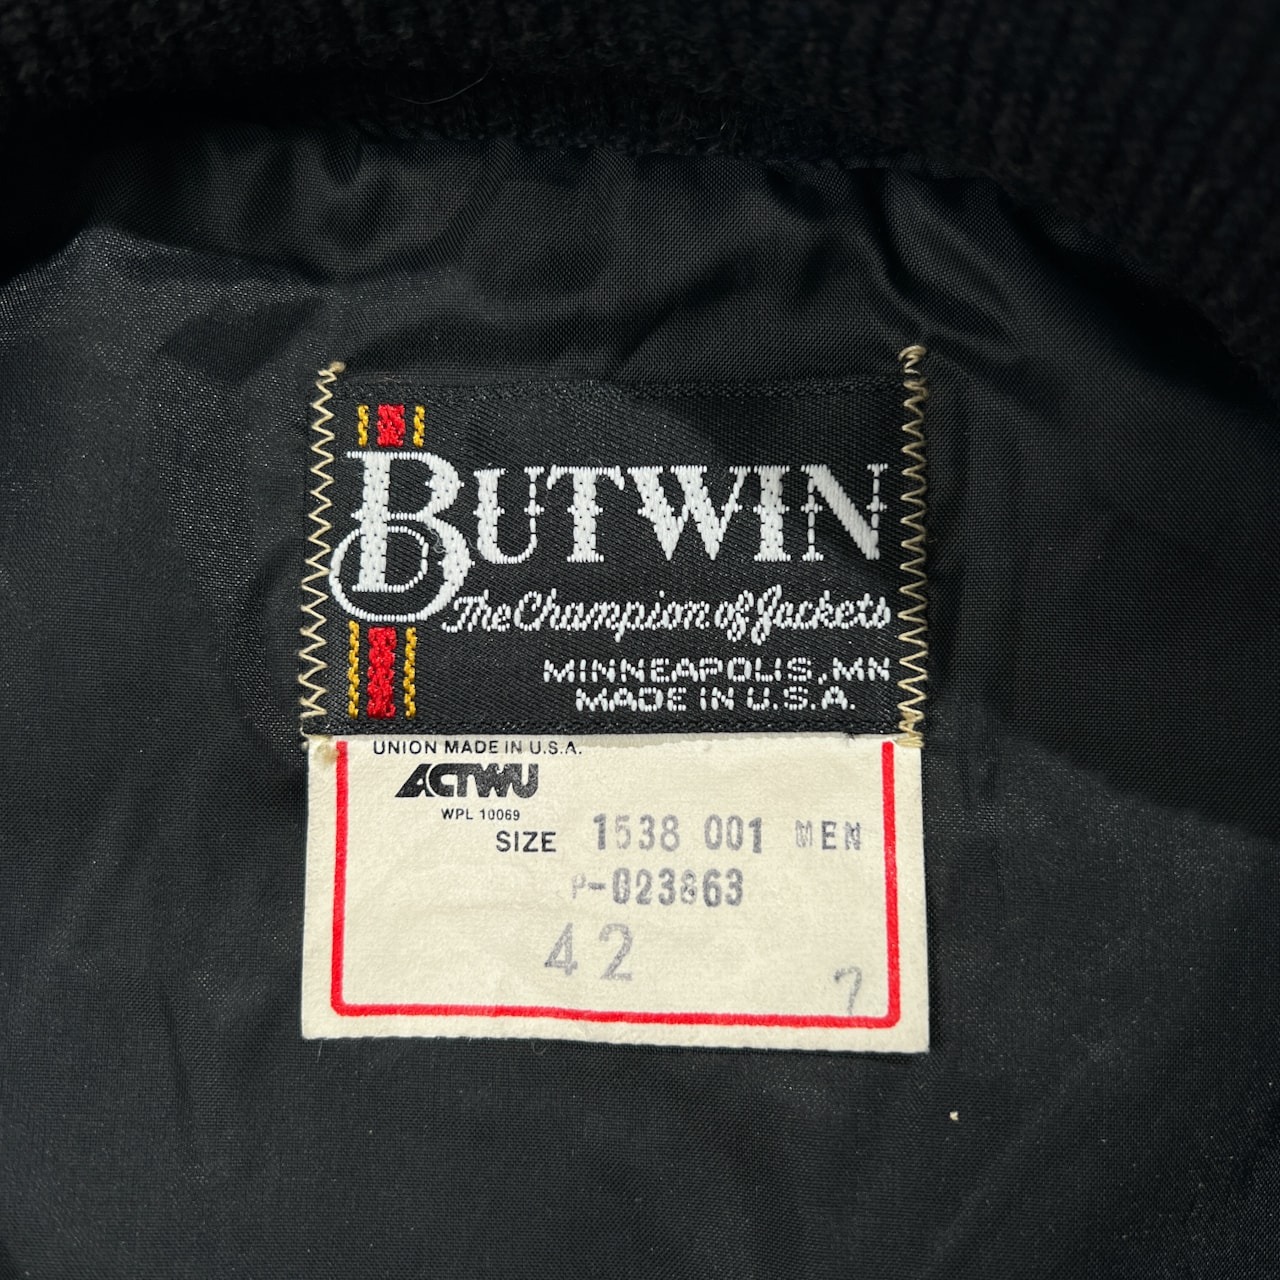 BUTWIN
The Champion of Jackets
MINNEAPOLIS, MN
MADE IN U.S.A.
UNION MADE IN U.S.A.
ACTWU
WPL 10069
SIZE 1538 001 MEN
P-023863
42
7